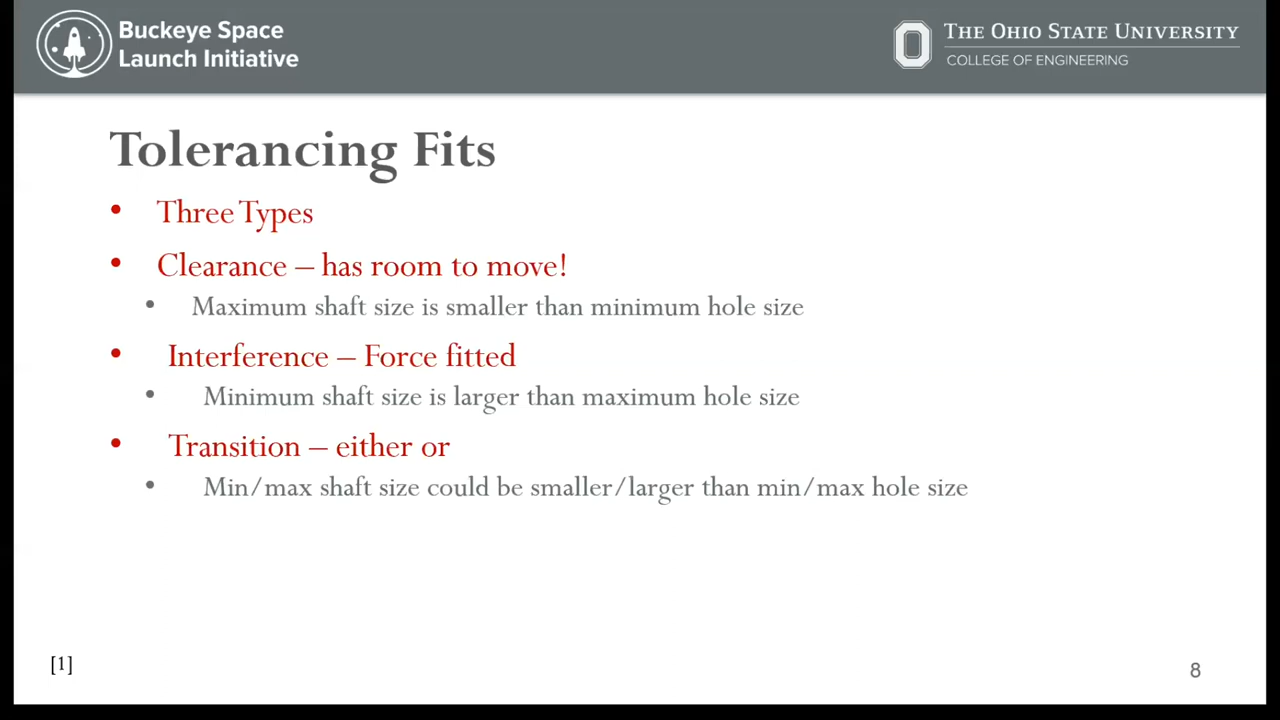 Buckeye Space
Launch Initiative
THE OHIO STATE UNIVERSITY
COLLEGE OF ENGINEERING
Tolerancing Fits
• Three Types
• Clearance – has room to move!
• Maximum shaft size is smaller than minimum hole size
• Interference – Force fitted
• Minimum shaft size is larger than maximum hole size
• Transition – either or
• Min/max shaft size could be smaller/larger than min/max hole size
[1]
8